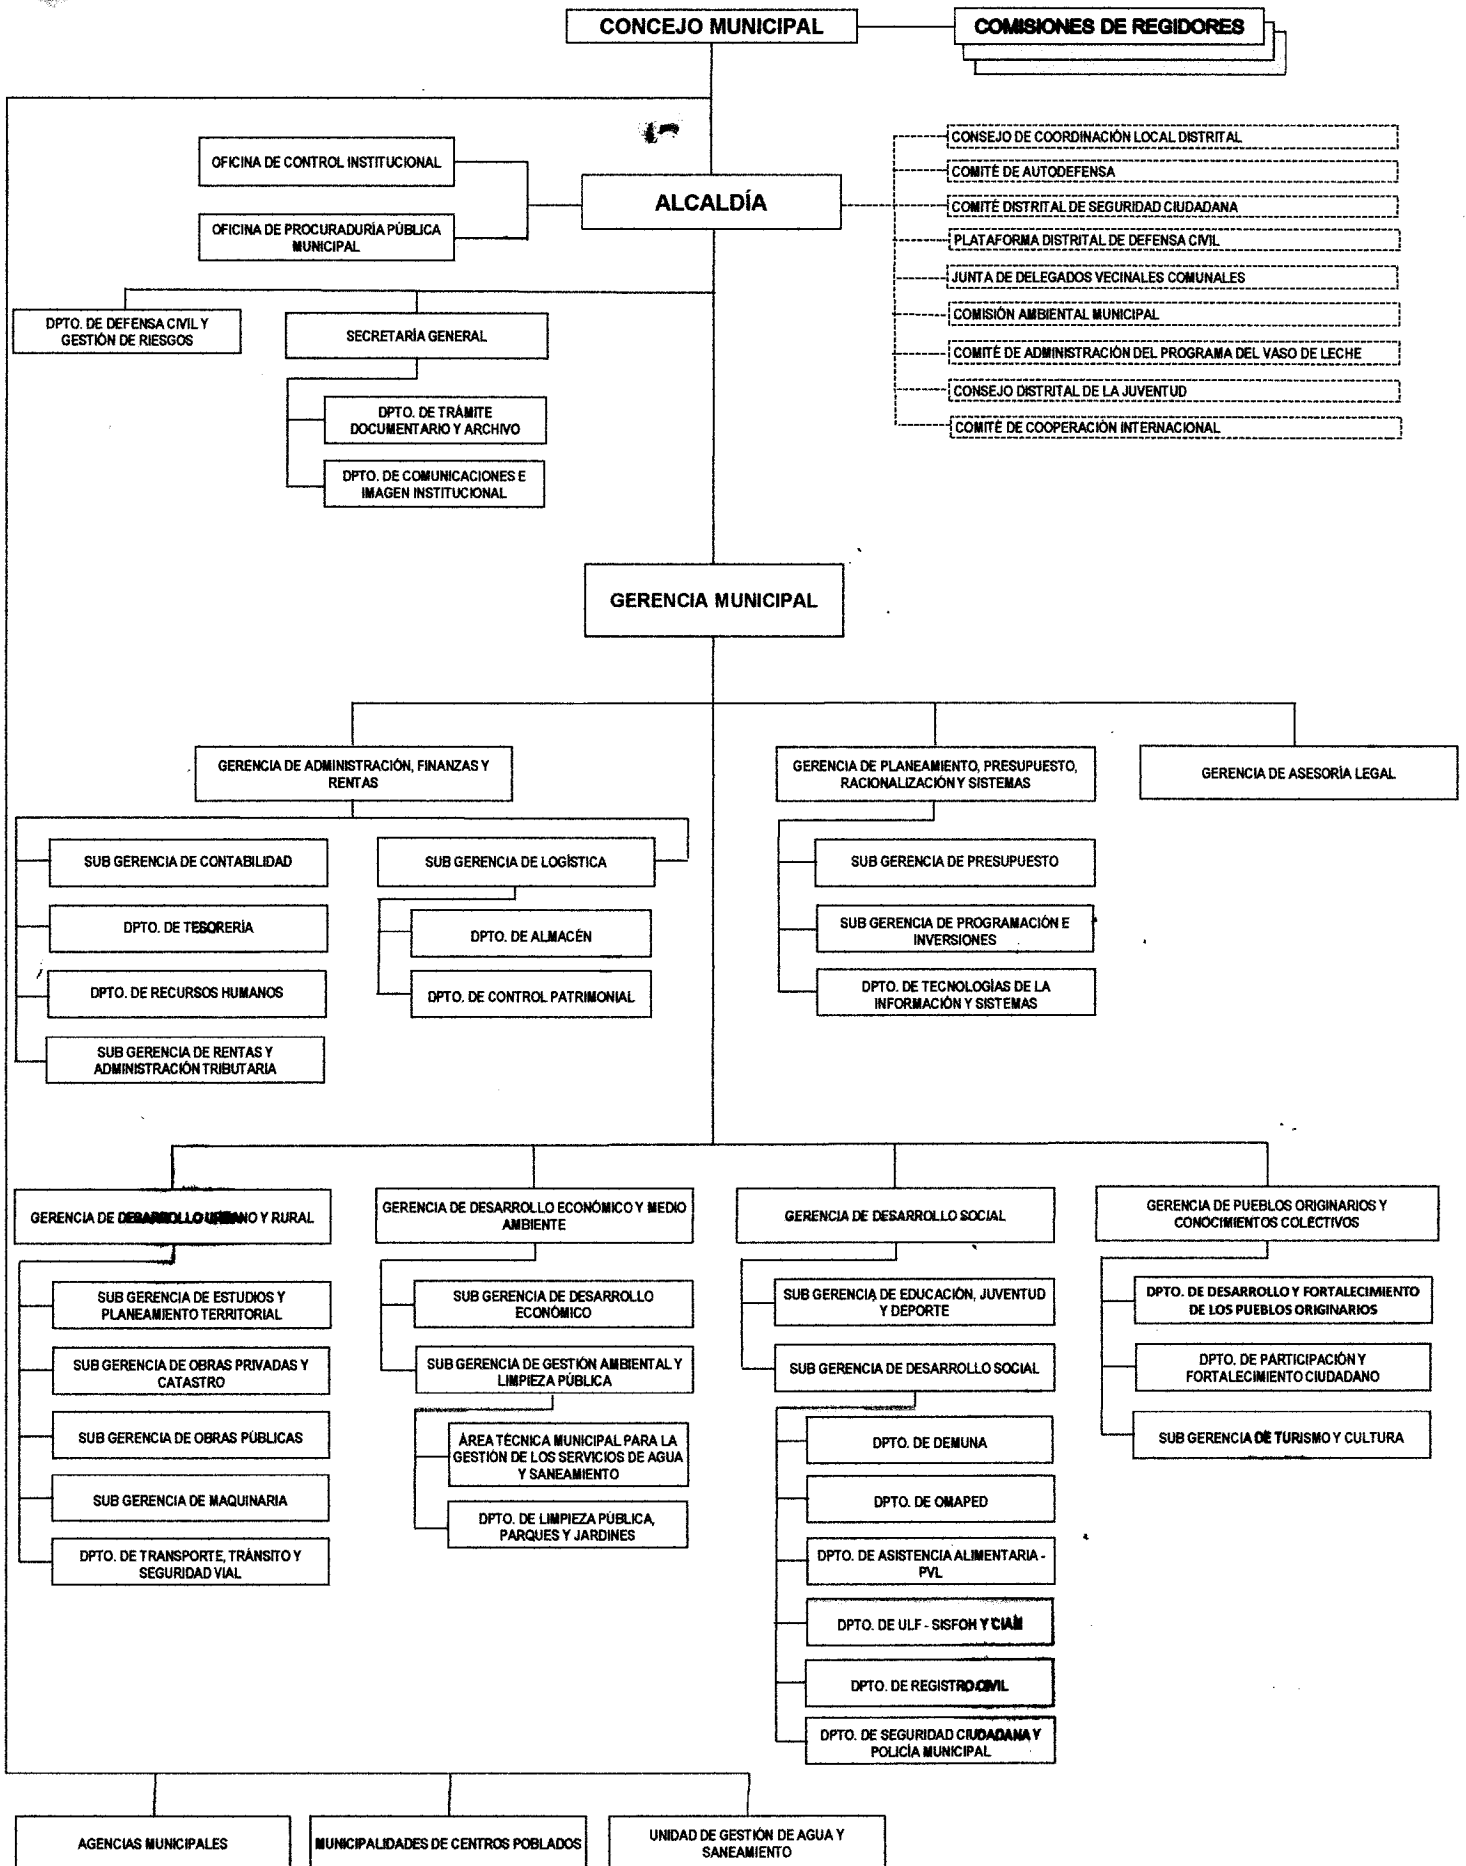 CONCEJO MUNICIPAL
COMISIONES DE REGIDORES
OFICINA DE CONTROL INSTITUCIONAL
OFICINA DE PROCURADURÍA PÚBLICA
MUNICIPAL
ALCALDÍA
CONSEJO DE COORDINACIÓN LOCAL DISTRITAL
COMITÉ DE AUTODEFENSA
COMITÉ DISTRITAL DE SEGURIDAD CIUDADANA
PLATAFORMA DISTRITAL DE DEFENSA CIVIL
JUNTA DE DELEGADOS VECINALES COMUNALES
COMISIÓN AMBIENTAL MUNICIPAL
COMITÉ DE ADMINISTRACIÓN DEL PROGRAMA DEL VASO DE LECHE
CONSEJO DISTRITAL DE LA JUVENTUD
COMITÉ DE COOPERACIÓN INTERNACIONAL
DPTO. DE DEFENSA CIVIL Y
GESTIÓN DE RIESGOS
SECRETARÍA GENERAL
DPTO. DE TRÁMITE
DOCUMENTARIO Y ARCHIVO
DPTO. DE COMUNICACIONES E
IMAGEN INSTITUCIONAL
GERENCIA MUNICIPAL
GERENCIA DE ADMINISTRACIÓN, FINANZAS Y
RENTAS
GERENCIA DE PLANEAMIENTO, PRESUPUESTO,
RACIONALIZACIÓN Y SISTEMAS
GERENCIA DE ASESORÍA LEGAL
SUB GERENCIA DE CONTABILIDAD
DPTO. DE TESORERÍA
DPTO. DE RECURSOS HUMANOS
SUB GERENCIA DE RENTAS Y
ADMINISTRACIÓN TRIBUTARIA
SUB GERENCIA DE LOGÍSTICA
DPTO. DE ALMACÉN
DPTO. DE CONTROL PATRIMONIAL
SUB GERENCIA DE PRESUPUESTO
SUB GERENCIA DE PROGRAMACIÓN E
INVERSIONES
DPTO. DE TECNOLOGÍAS DE LA
INFORMACIÓN Y SISTEMAS
GERENCIA DE DESARROLLO URBANO Y RURAL
SUB GERENCIA DE ESTUDIOS Y
PLANEAMIENTO TERRITORIAL
SUB GERENCIA DE OBRAS PRIVADAS Y
CATASTRO
SUB GERENCIA DE OBRAS PÚBLICAS
SUB GERENCIA DE MAQUINARIA
DPTO. DE TRANSPORTE, TRÁNSITO Y
SEGURIDAD VIAL
GERENCIA DE DESARROLLO ECONÓMICO Y MEDIO
AMBIENTE
SUB GERENCIA DE DESARROLLO
ECONÓMICO
SUB GERENCIA DE GESTIÓN AMBIENTAL Y
LIMPIEZA PÚBLICA
ÁREA TÉCNICA MUNICIPAL PARA LA
GESTIÓN DE LOS SERVICIOS DE AGUA
Y SANEAMIENTO
DPTO. DE LIMPIEZA PÚBLICA,
PARQUES Y JARDINES
GERENCIA DE DESARROLLO SOCIAL
SUB GERENCIA DE EDUCACIÓN, JUVENTUD
Y DEPORTE
SUB GERENCIA DE DESARROLLO SOCIAL
DPTO. DE DEMUNA
DPTO. DE OMAPED
DPTO. DE ASISTENCIA ALIMENTARIA -
PVL
DPTO. DE ULF - SISFOH Y CIAM
DPTO. DE REGISTRO CIVIL
DPTO. DE SEGURIDAD CIUDADANA Y
POLICÍA MUNICIPAL
GERENCIA DE PUEBLOS ORIGINARIOS Y
CONOCIMIENTOS COLECTIVOS
DPTO. DE DESARROLLO Y FORTALECIMIENTO
DE LOS PUEBLOS ORIGINARIOS
DPTO. DE PARTICIPACIÓN Y
FORTALECIMIENTO CIUDADANO
SUB GERENCIA DE TURISMO Y CULTURA
AGENCIAS MUNICIPALES
MUNICIPALIDADES DE CENTROS POBLADOS
UNIDAD DE GESTIÓN DE AGUA Y
SANEAMIENTO